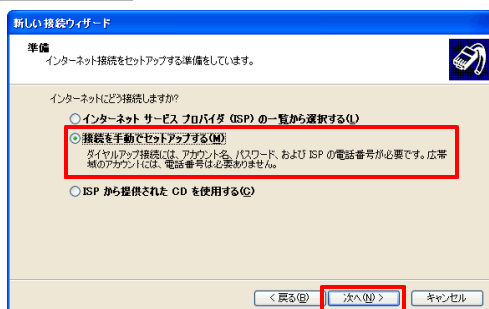 新しい接続ウィザード
準備
インターネット接続をセットアップする準備をしています。
インターネットにどう接続しますか?
インターネット サービス プロバイダ (ISP) の一覧から選択する(L)
接続を手動でセットアップする(M)
ダイヤルアップ接続には、アカウント名、パスワード、および ISP の電話番号が必要です。広帯
域のアカウントには、電話番号は必要ありません。
ISP から提供された CD を使用する(C)
< 戻る(B)
次へ(N) >
キャンセル